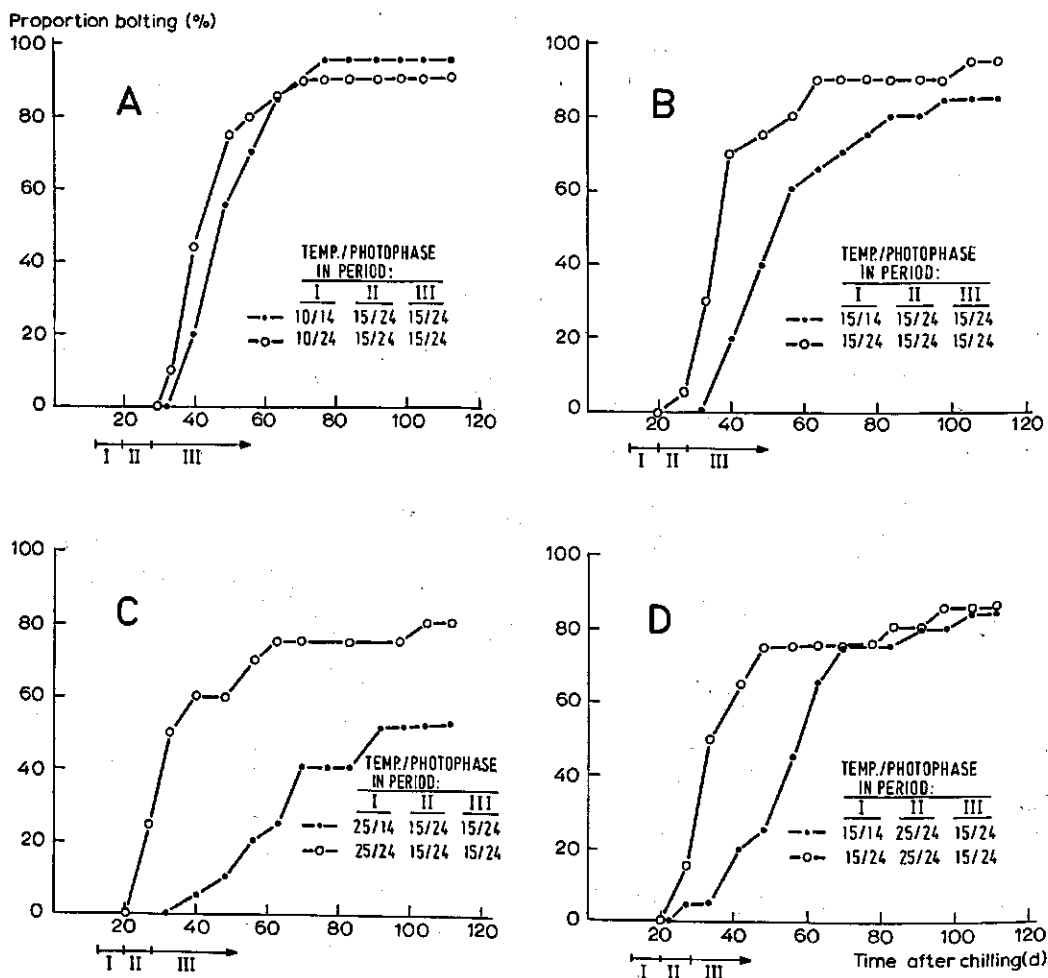 Proportion bolting (%)
100
80
60
40
20
0
A
TEMP./PHOTOPHASE
IN PERIOD:
I II III
10/14 15/24 15/24
10/24 15/24 15/24
20 40 60 80 100 120
I II III
100
80
60
40
20
0
B
TEMP./PHOTOPHASE
IN PERIOD:
I II III
15/14 15/24 15/24
15/24 15/24 15/24
20 40 60 80 100 120
I II III
100
80
60
40
20
0
C
TEMP./PHOTOPHASE
IN PERIOD:
I II III
25/14 15/24 15/24
25/24 15/24 15/24
20 40 60 80 100 120
I II III
100
80
60
40
20
0
D
TEMP./PHOTOPHASE
IN PERIOD:
I II III
15/14 25/24 15/24
15/24 25/24 15/24
20 40 60 80 100 120
I II III
Time after chilling(d)